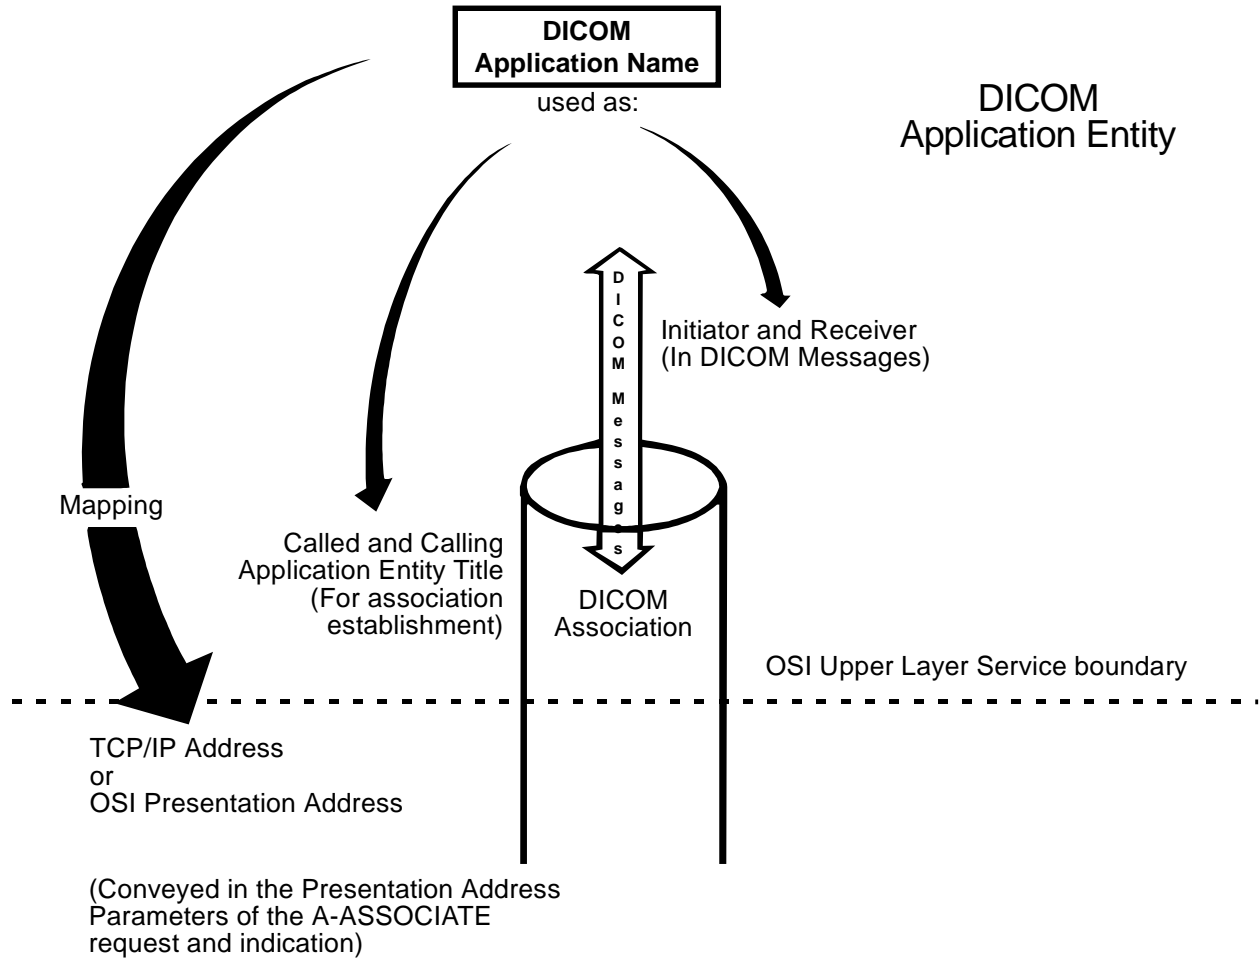 DICOM
Application Name
used as:
DICOM
Application Entity
DICOM Messages
Initiator and Receiver
(In DICOM Messages)
Mapping
Called and Calling
Application Entity Title
(For association
establishment)
DICOM
Association
OSI Upper Layer Service boundary
TCP/IP Address
or
OSI Presentation Address
(Conveyed in the Presentation Address
Parameters of the A-ASSOCIATE
request and indication)